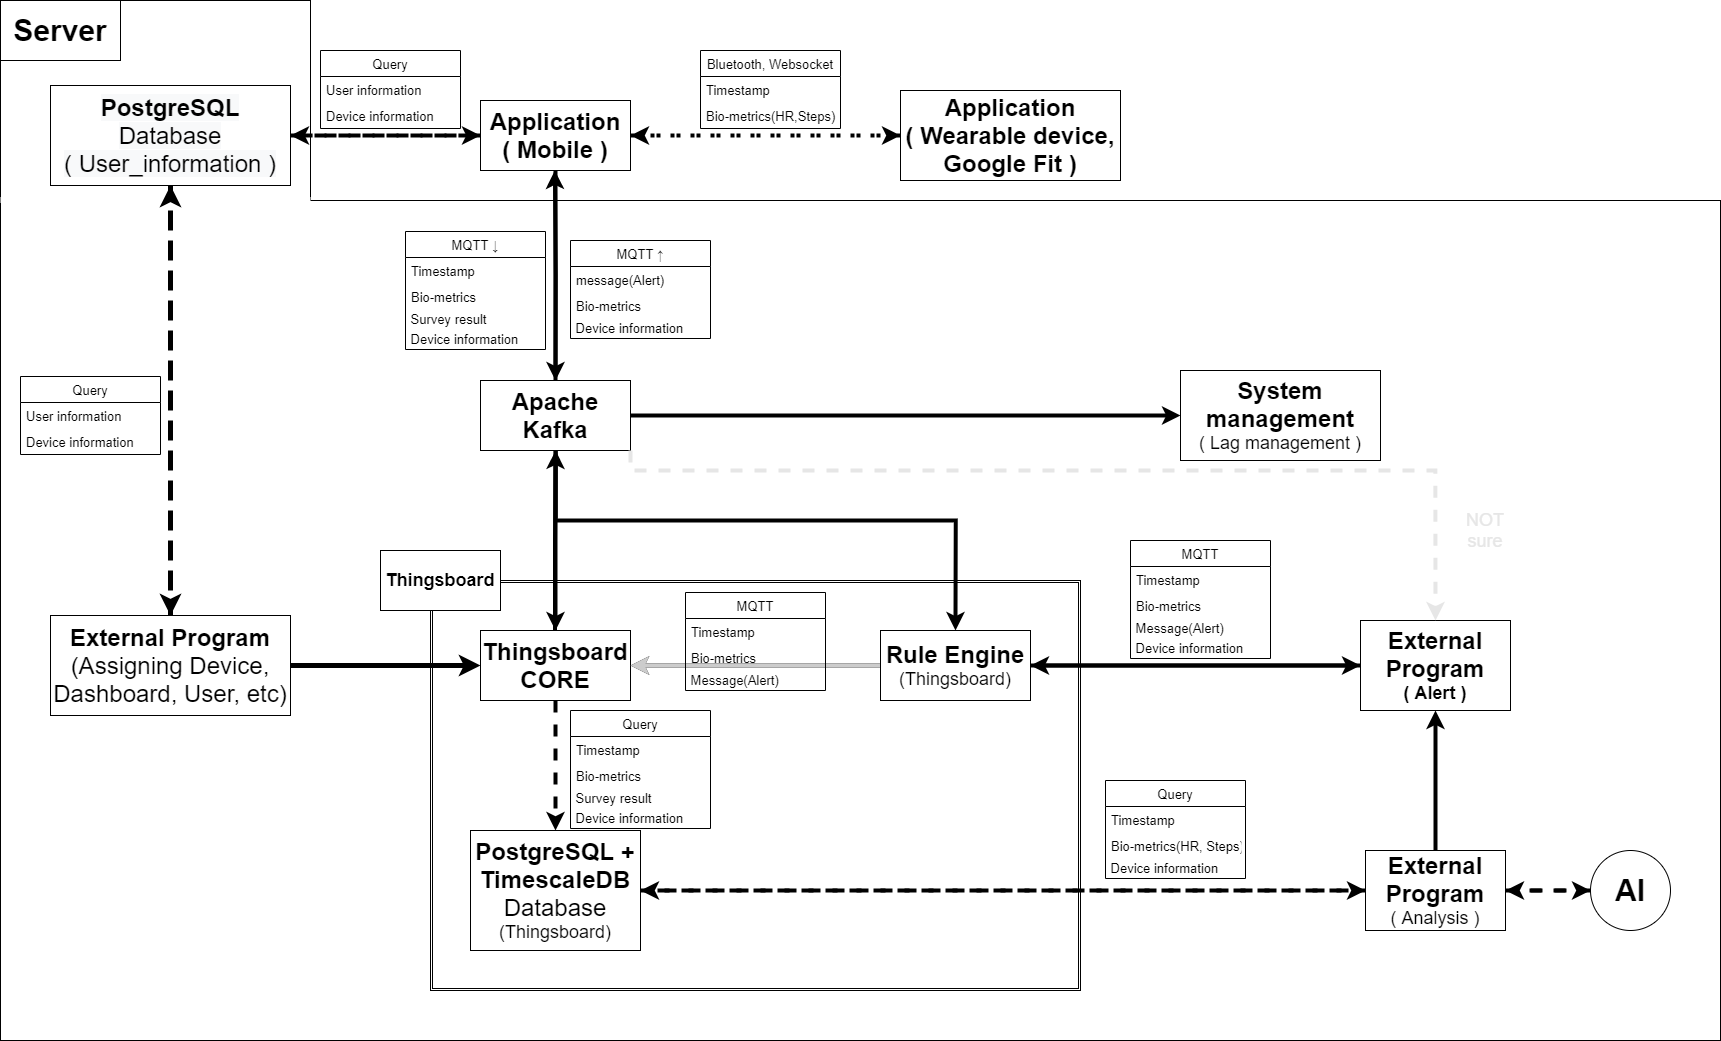 Server
Query
User information
Device information
Bluetooth, Websocket
Timestamp
Bio-metrics(HR,Steps)
PostgreSQL
Database
( User_information )
Application
( Mobile )
Application
( Wearable device,
Google Fit )
MQTT ↓
Timestamp
Bio-metrics
Survey result
Device information
MQTT ↑
message(Alert)
Bio-metrics
Device information
Query
User information
Device information
Apache
Kafka
System
management
( Lag management )
NOT
sure
Thingsboard
MQTT
Timestamp
Bio-metrics
Message(Alert)
Device information
External Program
(Assigning Device,
Dashboard, User, etc)
Thingsboard
CORE
MQTT
Timestamp
Bio-metrics
Message(Alert)
Rule Engine
(Thingsboard)
External
Program
( Alert )
Query
Timestamp
Bio-metrics
Survey result
Device information
Query
Timestamp
Bio-metrics(HR, Steps)
Device information
PostgreSQL +
TimescaleDB
Database
(Thingsboard)
External
Program
( Analysis )
AI